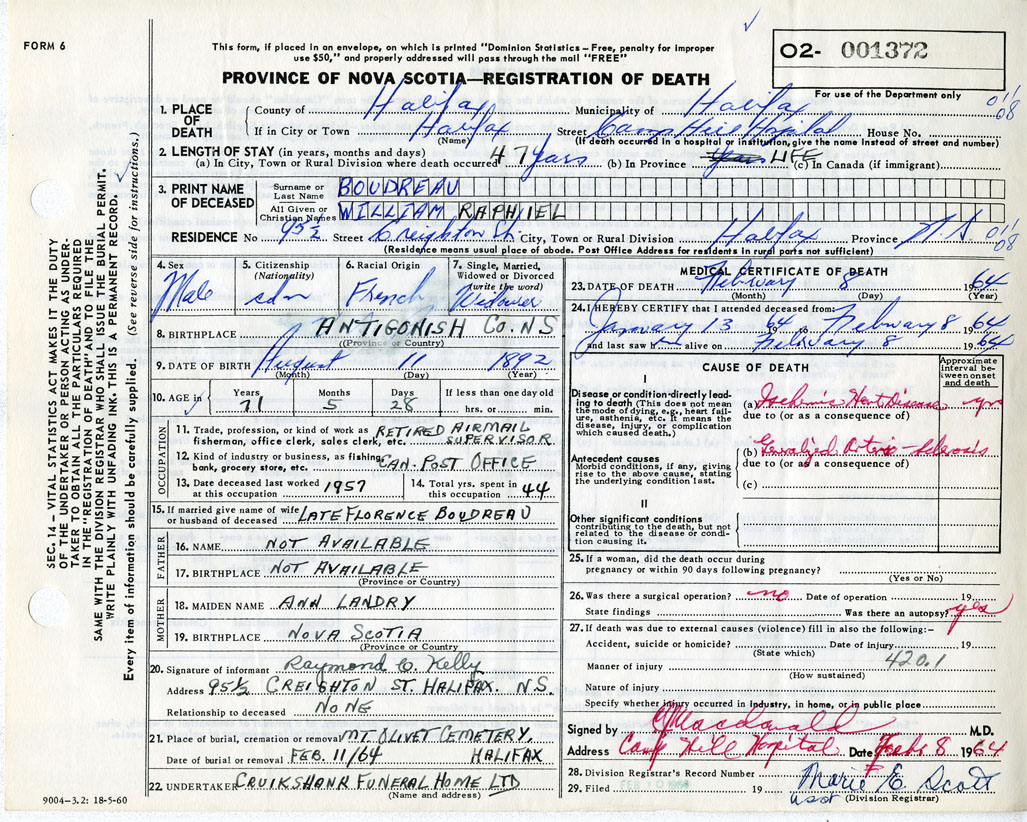 FORM 6
This form, if placed in an envelope, on which is printed "Dominion Statistics – Free, penalty for improper
use $50," and properly addressed will pass through the mail "FREE"
O2- 001372
For use of the Department only
PROVINCE OF NOVA SCOTIA—REGISTRATION OF DEATH
01/08
1. PLACE OF DEATH
County of Halifax Municipality of Halifax
If in City or Town Halifax Street Camp Hill Hospital House No.
(Name) (If death occurred in a hospital or institution, give the name instead of street and number)
2. LENGTH OF STAY (in years, months and days)
(a) In City, Town or Rural Division where death occurred 47 years (b) In Province years LIFE (c) In Canada (if immigrant)
3. PRINT NAME OF DECEASED
Surname or Last Name BOUDREAU
All Given or Christian Names WILLIAM RAPHIEL
RESIDENCE No. 95½ Street Creighton St. City, Town or Rural Division Halifax Province N S 01/08
(Residence means usual place of abode. Post Office Address for residents in rural parts not sufficient)
4. Sex Male
5. Citizenship (Nationality) cdn
6. Racial Origin French
7. Single, Married, Widowed or Divorced (write the word) Widower
8. BIRTHPLACE ANTIGONISH CO. NS
(Province or County)
9. DATE OF BIRTH August 11 1892
(Month) (Day) (Year)
10. AGE in Years 71 Months 5 Days 28 If less than one day old hrs. or min.
OCCUPATION
11. Trade, profession, or kind of work as fisherman, office clerk, sales clerk, etc. RETIRED AIRMAIL SUPERVISOR
12. Kind of industry or business, as fishing, bank, grocery store, etc. CAN. POST OFFICE
13. Date deceased last worked at this occupation 1957
14. Total yrs. spent in this occupation 44
15. If married give name of wife or husband of deceased LATE FLORENCE BOUDREAU
FATHER
16. NAME NOT AVAILABLE
17. BIRTHPLACE NOT AVAILABLE
(Province or Country)
MOTHER
18. MAIDEN NAME ANN LANDRY
19. BIRTHPLACE NOVA SCOTIA
(Province or Country
20. Signature of informant Raymond C. Kelly
Address 95½ CREIGHTON ST. HALIFAX. N.S.
Relationship to deceased NONE
21. Place of burial, cremation or removal MT OLIVET CEMETERY.
Date of burial or removal FEB. 11/64 HALIFAX
22. UNDERTAKER CRUIKSHANK FUNERAL HOME LTD
(Name and address)
9004–3.2: 18-5-60
MEDICAL CERTIFICATE OF DEATH
23. DATE OF DEATH February 8 1964
(Month) (Day) (Year)
24. I HEREBY CERTIFY that I attended deceased from:
January 13 1964 to February 8 1964
and last saw him alive on February 8 1964
CAUSE OF DEATH
Approximate interval between onset and death
I
Disease or condition directly leading to death (This does not mean the mode of dying, e.g., heart failure, asthenia, etc. It means the disease, injury, or complication which caused death.)
(a) Ischemic Heart Disease yrs
due to (or as a consequence of)
Antecedent causes
Morbid conditions, if any, giving rise to the above cause, stating the underlying condition last.
(b) Generalized Arterio-sclerosis
due to (or as a consequence of)
(c)
II
Other significant conditions
contributing to the death, but not related to the disease or condition causing it.
25. If a woman, did the death occur during
pregnancy or within 90 days following pregnancy?
(Yes or No)
26. Was there a surgical operation? no Date of operation 19
State findings Was there an autopsy? yes
27. If death was due to external causes (violence) fill in also the following:–
Accident, suicide or homicide? Date of injury 19
(State which) 420.1
Manner of injury
(How sustained)
Nature of injury
Specify whether injury occurred in industry, in home, or in public place
Signed by Macdonald M.D.
Address Camp Hill Hospital Date Feb. 8 1964
28. Division Registrar's Record Number
29. Filed 19 Marie E. Scott
asst (Division Registrar)
SEC. 14 – VITAL STATISTICS ACT MAKES IT THE DUTY
OF THE UNDERTAKER OR PERSON ACTING AS UNDER-
TAKER TO OBTAIN ALL THE PARTICULARS REQUIRED
IN THE "REGISTRATION OF DEATH" AND TO FILE THE
SAME WITH THE DIVISION REGISTRAR WHO SHALL ISSUE THE BURIAL PERMIT.
WRITE PLAINLY WITH UNFADING INK. THIS IS A PERMANENT RECORD.
Every item of information should be carefully supplied. (See reverse side for instructions.)